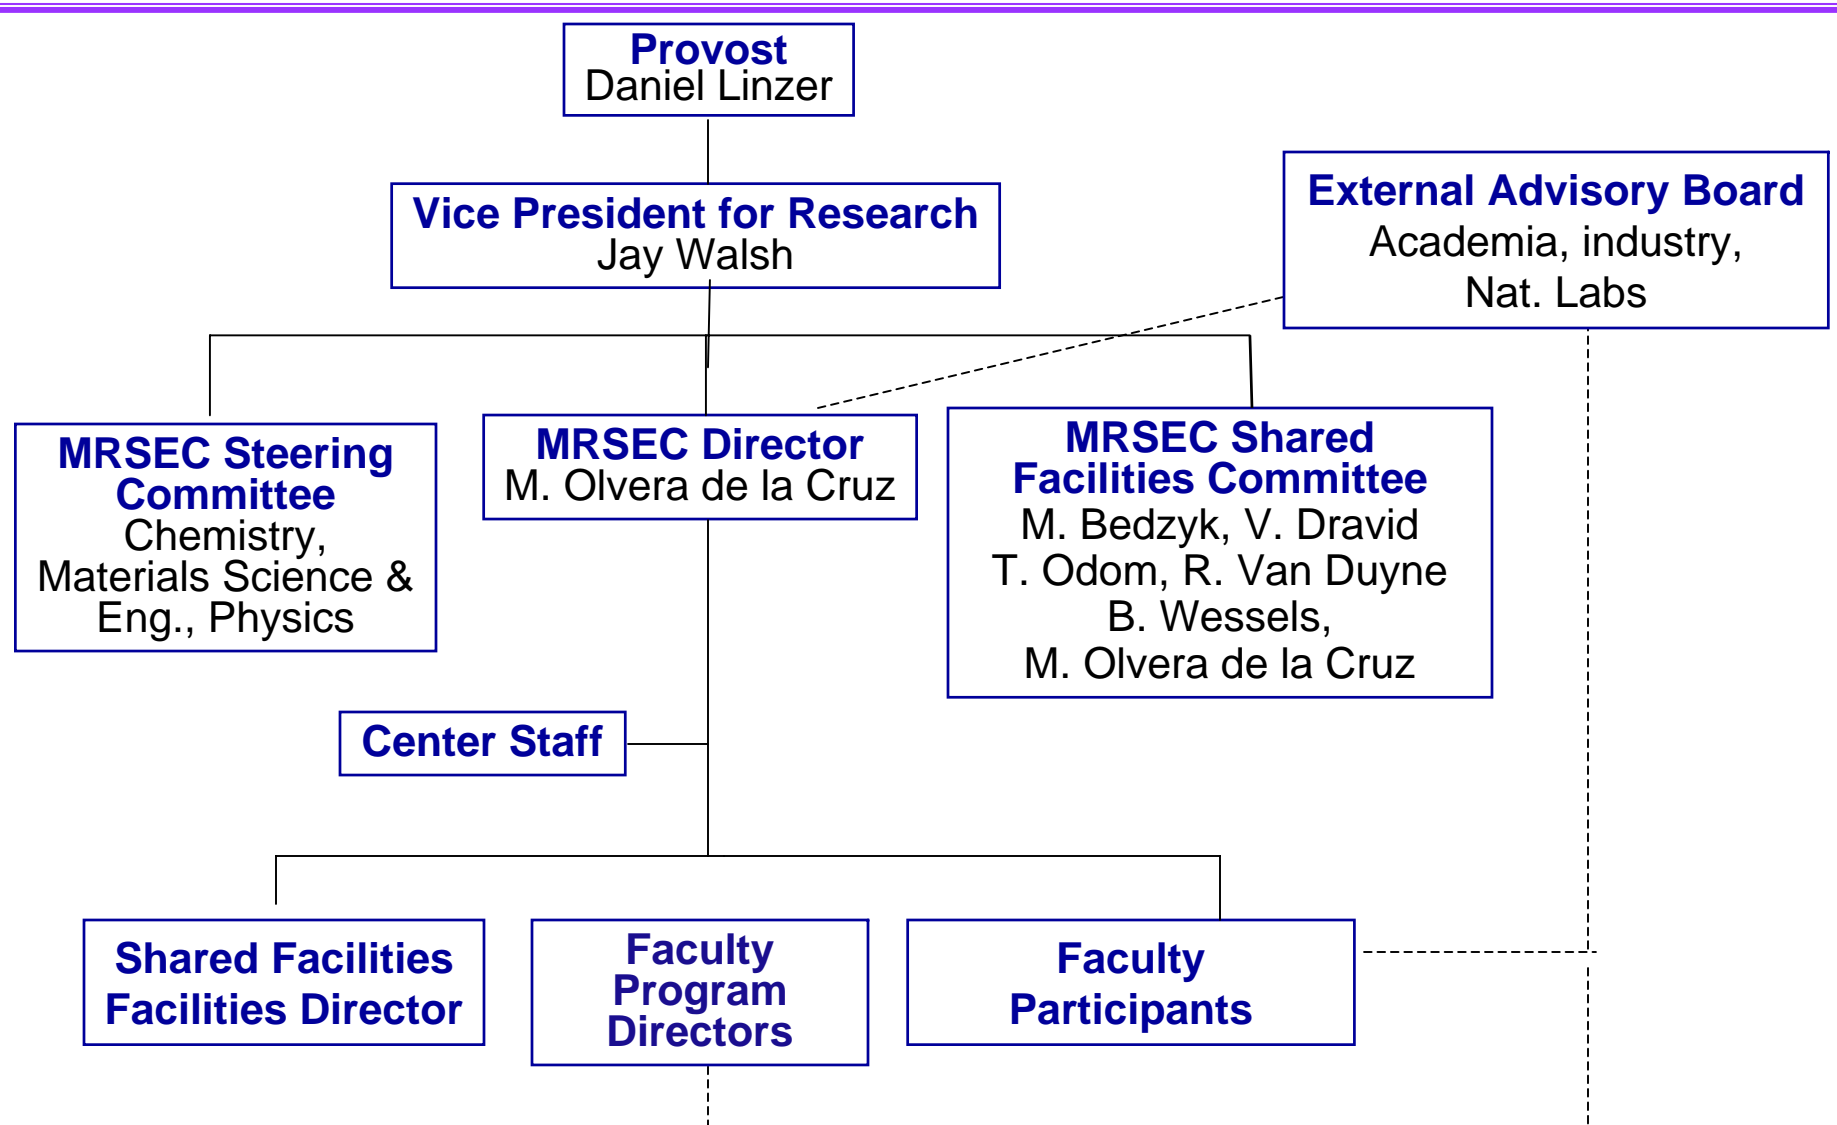 Provost
Daniel Linzer
Vice President for Research
Jay Walsh
External Advisory Board
Academia, industry,
Nat. Labs
MRSEC Steering
Committee
Chemistry,
Materials Science &
Eng., Physics
MRSEC Director
M. Olvera de la Cruz
MRSEC Shared
Facilities Committee
M. Bedzyk, V. Dravid
T. Odom, R. Van Duyne
B. Wessels,
M. Olvera de la Cruz
Center Staff
Shared Facilities
Facilities Director
Faculty
Program
Directors
Faculty
Participants